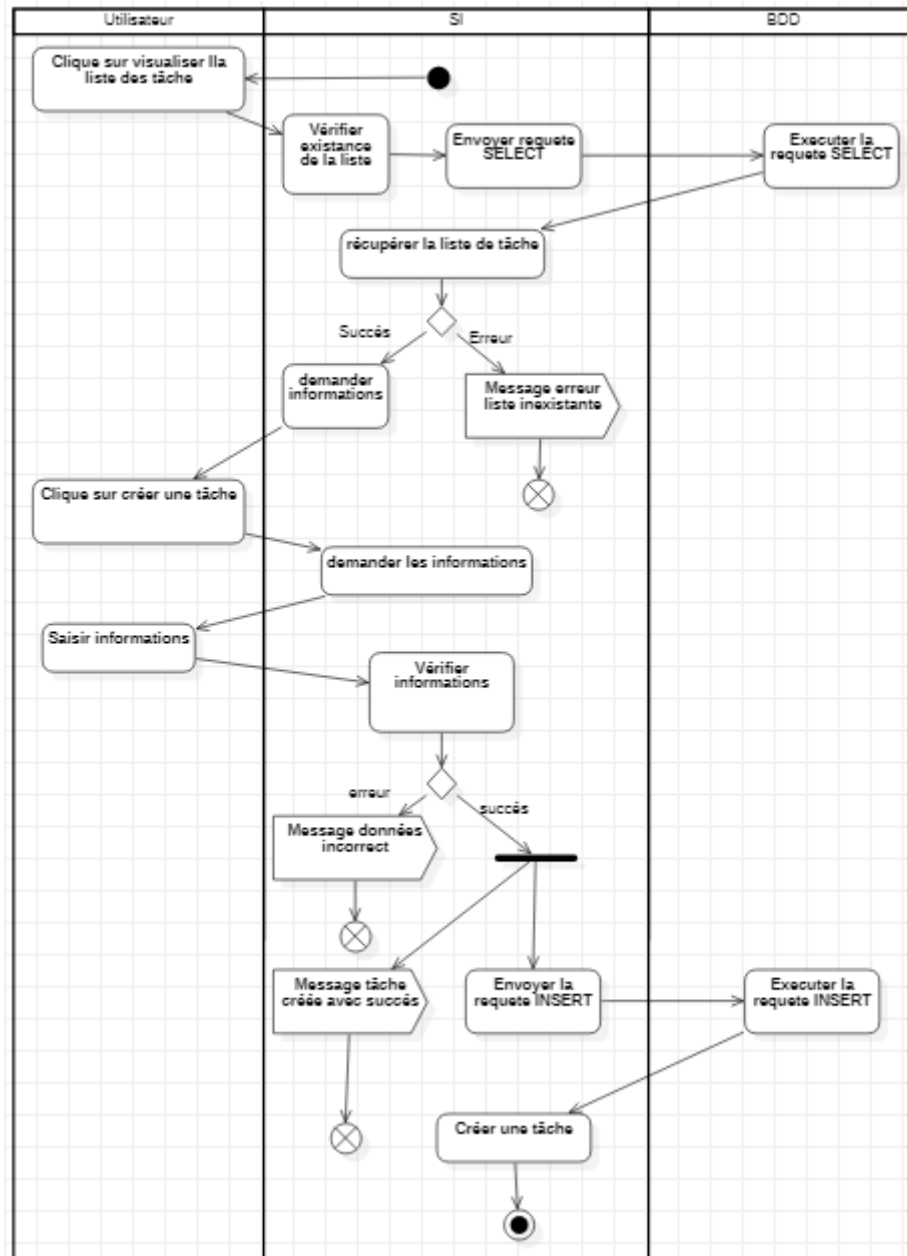 Utilisateur
SI
BDD
Clique sur visualiser lla
liste des tâche
Vérifier
existance
de la liste
Envoyer requete
SELECT
Executer la
requete SELECT
récupérer la liste de tâche
Succés
Erreur
demander
informations
Message erreur
liste inexistante
Clique sur créer une tâche
demander les informations
Saisir informations
Vérifier
informations
erreur
succés
Message données
incorrect
Message tâche
créée avec succés
Envoyer la
requete INSERT
Executer la
requete INSERT
Créer une tâche